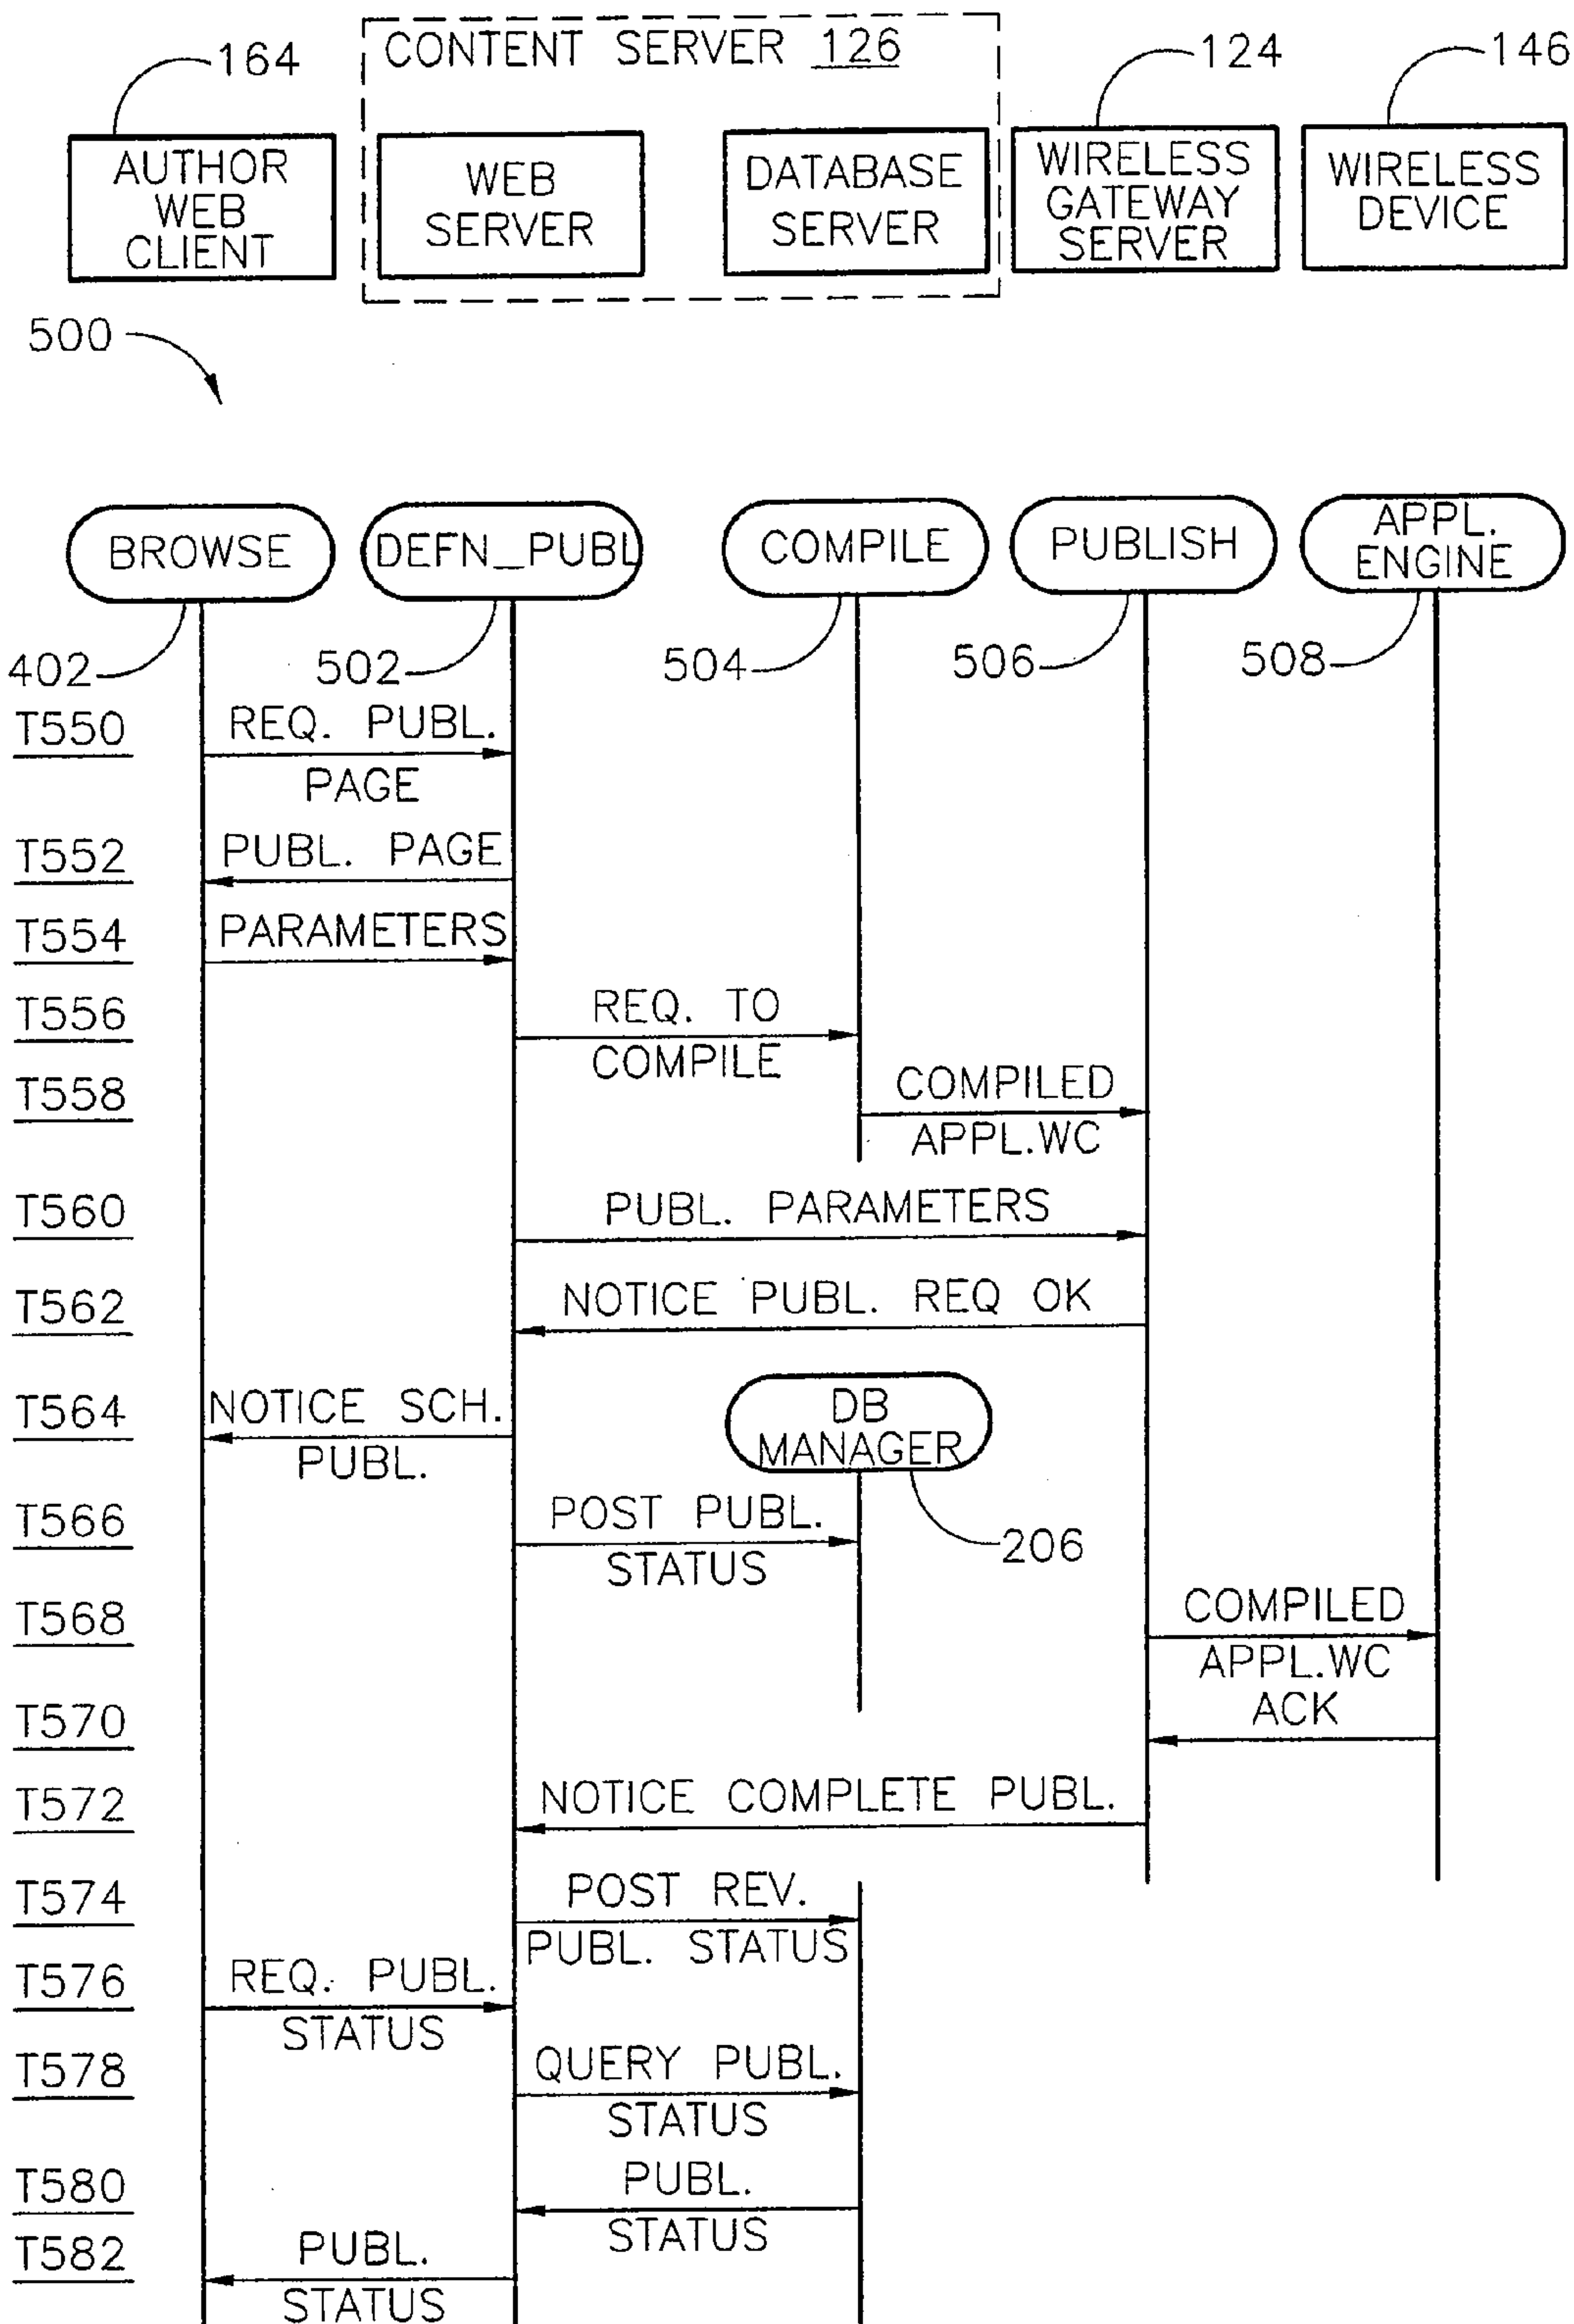 164
CONTENT SERVER 126
124
146
AUTHOR
WEB
CLIENT
WEB
SERVER
DATABASE
SERVER
WIRELESS
GATEWAY
SERVER
WIRELESS
DEVICE
500
BROWSE
DEFN_PUBL
COMPILE
PUBLISH
APPL.
ENGINE
402
502
504
506
508
T550
REQ. PUBL.
PAGE
T552
PUBL. PAGE
T554
PARAMETERS
T556
REQ. TO
COMPILE
T558
COMPILED
APPL.WC
T560
PUBL. PARAMETERS
T562
NOTICE PUBL. REQ OK
T564
NOTICE SCH.
PUBL.
DB
MANAGER
T566
POST PUBL.
STATUS
206
T568
COMPILED
APPL.WC
T570
ACK
T572
NOTICE COMPLETE PUBL.
T574
POST REV.
PUBL. STATUS
T576
REQ. PUBL.
STATUS
T578
QUERY PUBL.
STATUS
T580
PUBL.
STATUS
T582
PUBL.
STATUS